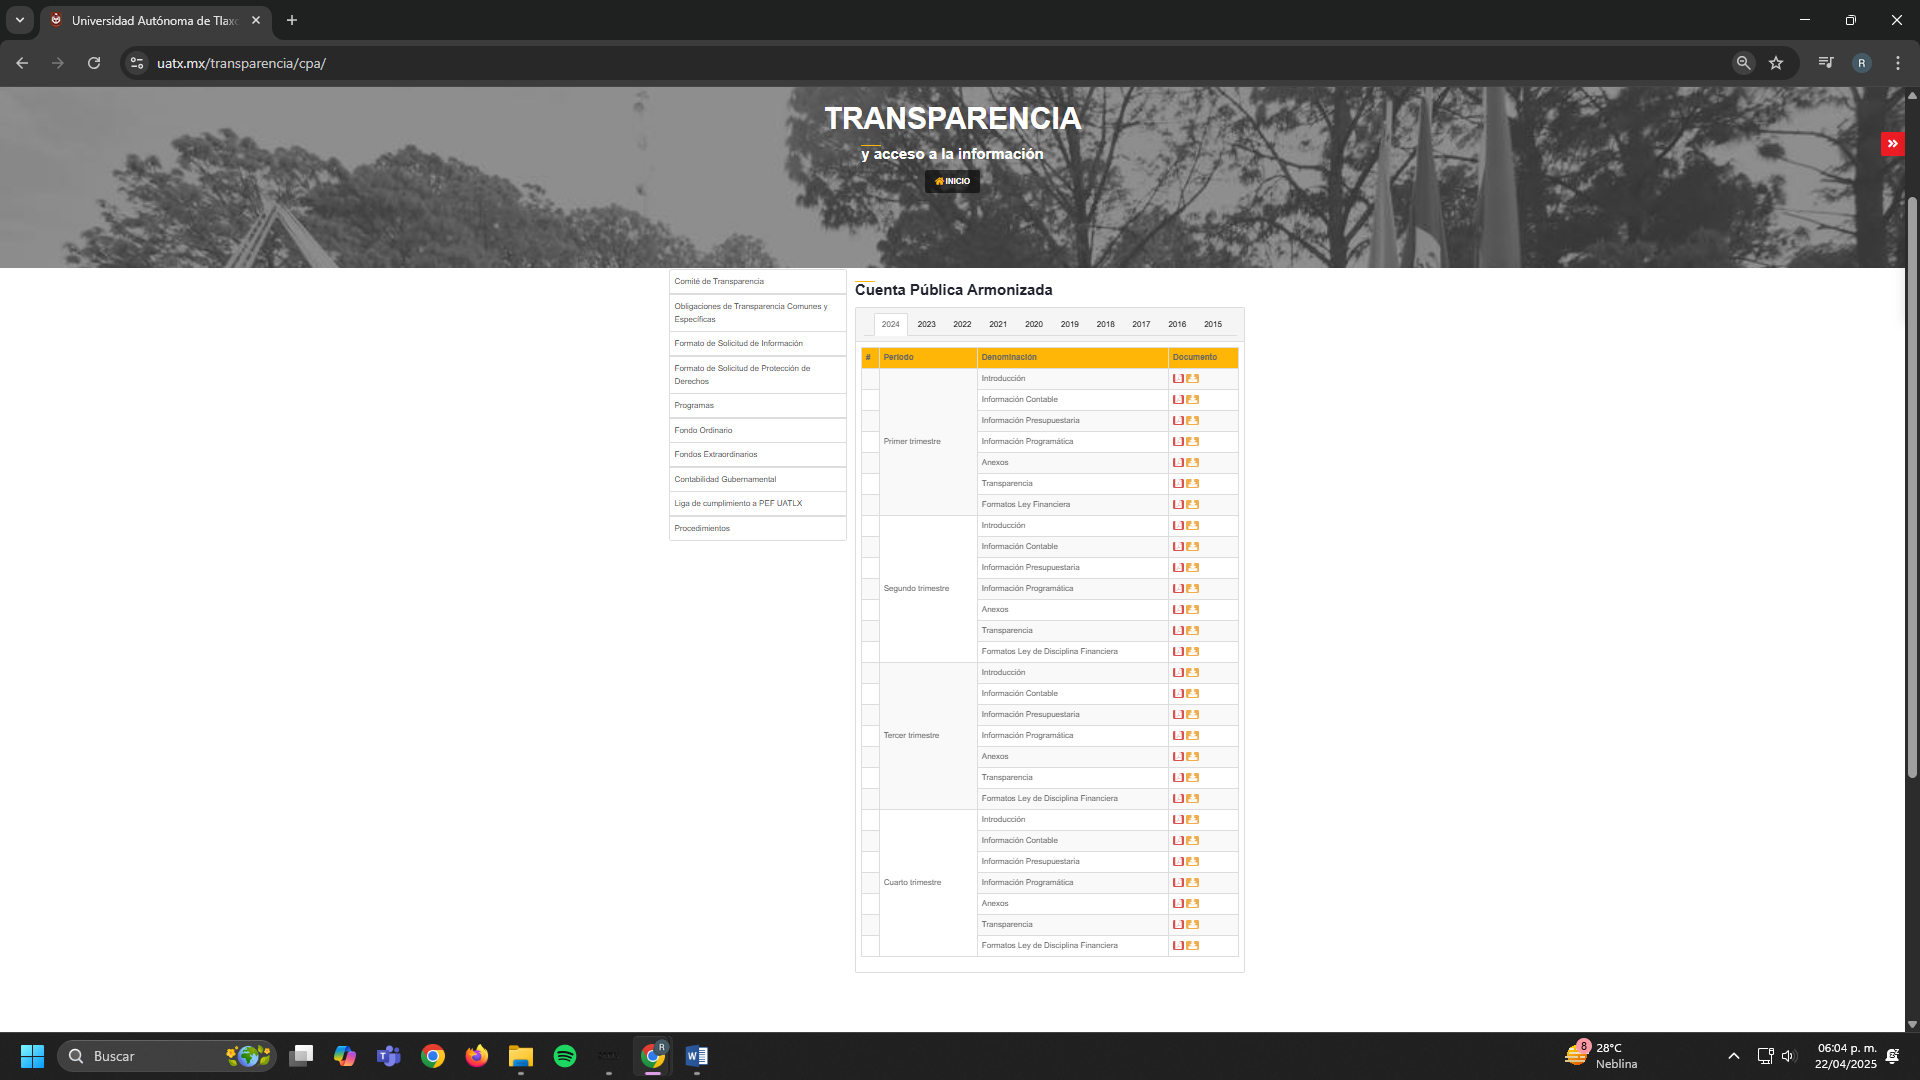 Universidad Autónoma de Tlaxc
uatx.mx/transparencia/cpa/
R
TRANSPARENCIA
y acceso a la información
INICIO
Comité de Transparencia
Obligaciones de Transparencia Comunes y
Específicas
Formato de Solicitud de Información
Formato de Solicitud de Protección de
Derechos
Programas
Fondo Ordinario
Fondos Extraordinarios
Contabilidad Gubernamental
Liga de cumplimiento a PEF UATLX
Procedimientos
Cuenta Pública Armonizada
2024 2023 2022 2021 2020 2019 2018 2017 2016 2015
# Periodo Denominación Documento
Primer trimestre
Introducción
Información Contable
Información Presupuestaria
Información Programática
Anexos
Transparencia
Formatos Ley Financiera
Segundo trimestre
Introducción
Información Contable
Información Presupuestaria
Información Programática
Anexos
Transparencia
Formatos Ley de Disciplina Financiera
Tercer trimestre
Introducción
Información Contable
Información Presupuestaria
Información Programática
Anexos
Transparencia
Formatos Ley de Disciplina Financiera
Cuarto trimestre
Introducción
Información Contable
Información Presupuestaria
Información Programática
Anexos
Transparencia
Formatos Ley de Disciplina Financiera
Buscar
R
8
28°C
Neblina
06:04 p. m.
22/04/2025